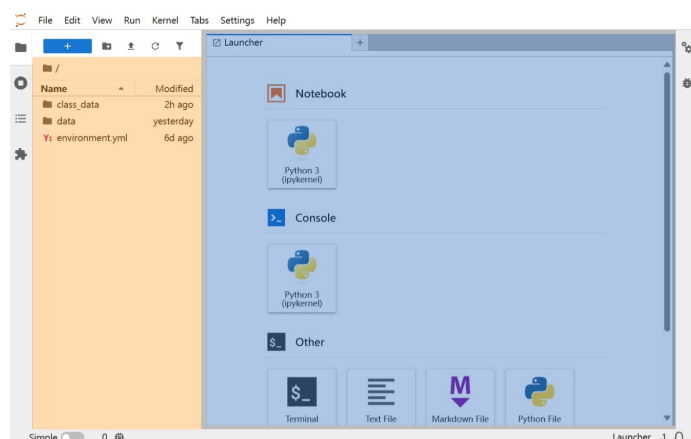 File Edit View Run Kernel Tabs Settings Help
+
Launcher +
/
Name Modified
class_data 2h ago
data yesterday
Y: environment.yml 6d ago
Notebook
Python 3
(ipykernel)
>_ Console
Python 3
(ipykernel)
$_ Other
$_
M
Terminal Text File Markdown File Python File
Simple 0 Launcher 1